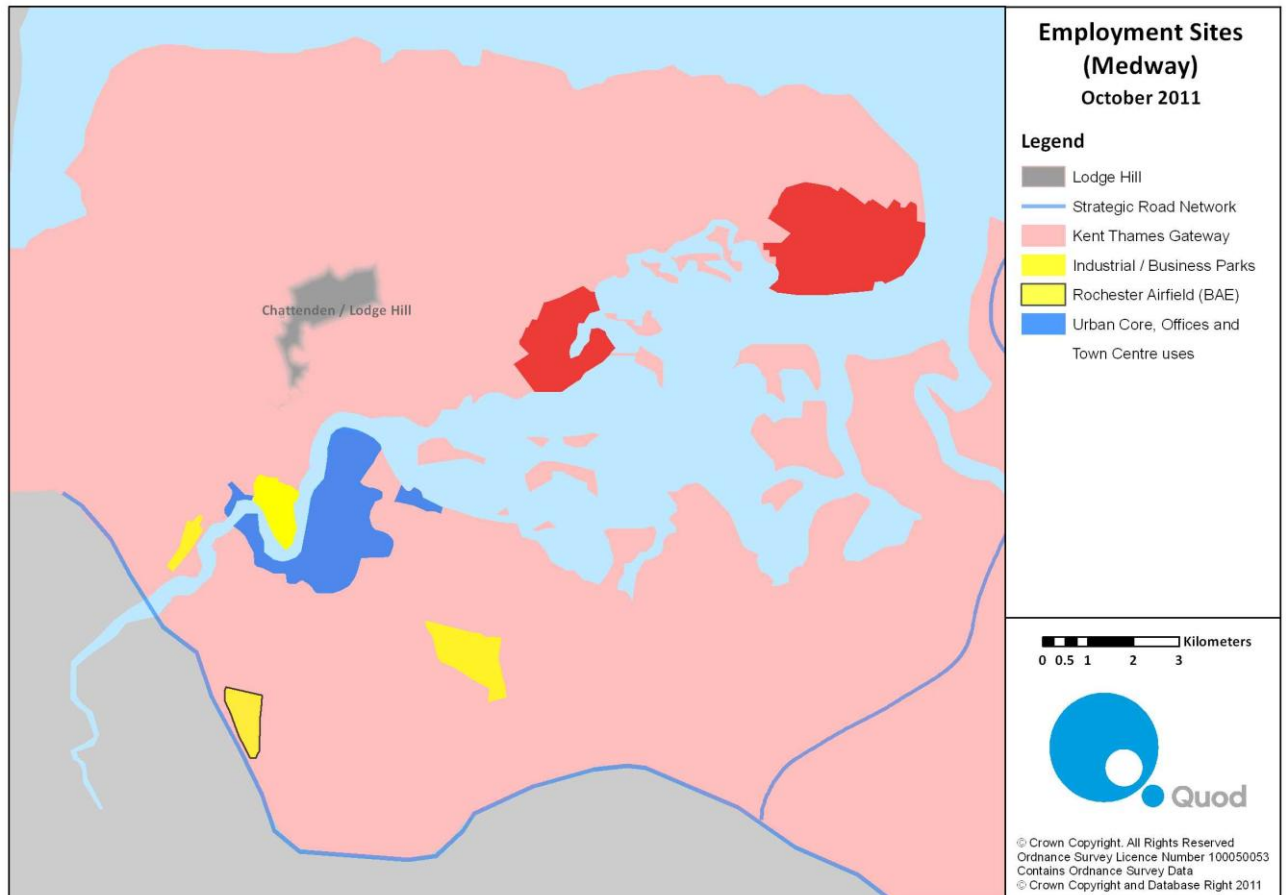 Employment Sites
(Medway)
October 2011
Legend
Lodge Hill
Strategic Road Network
Kent Thames Gateway
Industrial / Business Parks
Rochester Airfield (BAE)
Urban Core, Offices and
Town Centre uses
Chattenden / Lodge Hill
Kilometers
0 0.5 1 2 3
Quod
© Crown Copyright. All Rights Reserved
Ordnance Survey Licence Number 100050053
Contains Ordnance Survey Data
© Crown Copyright and Database Right 2011